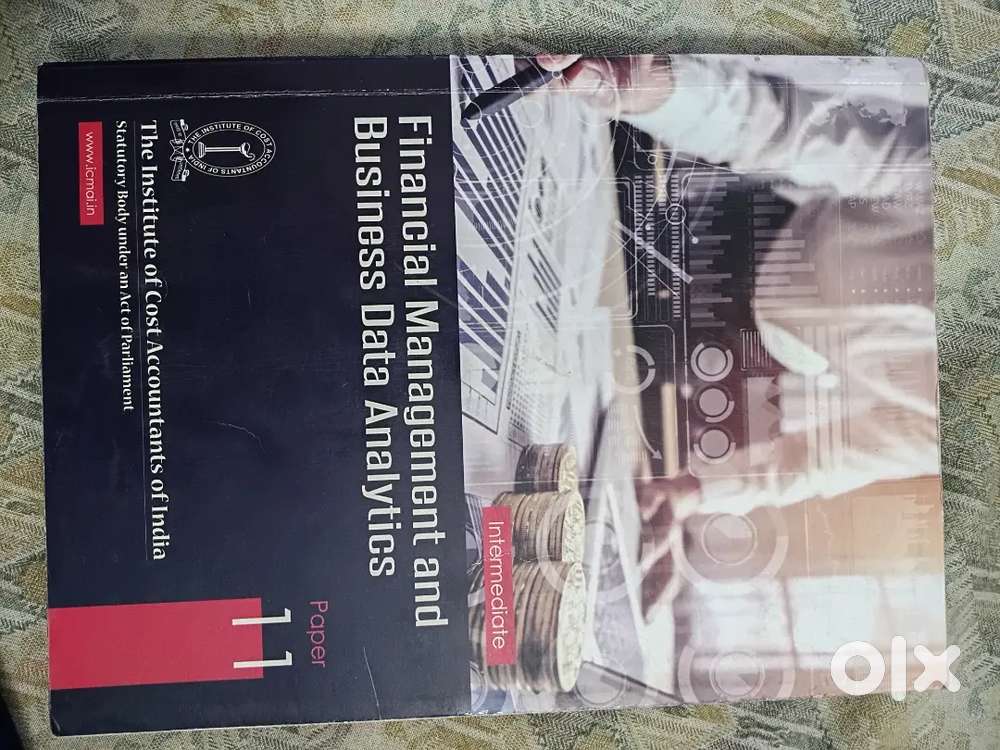 Intermediate
Financial Management and
Business Data Analytics
Paper
11
THE INSTITUTE OF COST ACCOUNTANTS OF INDIA
The Institute of Cost Accountants of India
Statutory Body under an Act of Parliament
www.icmai.in
olx